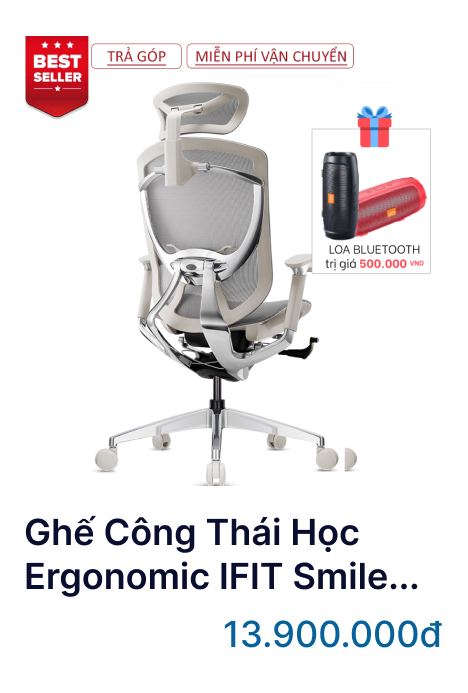 BEST
SELLER
TRẢ GÓP
MIỄN PHÍ VẬN CHUYỂN
LOA BLUETOOTH
trị giá 500.000 VND
Ghế Công Thái Học
Ergonomic IFIT Smile...
13.900.000đ